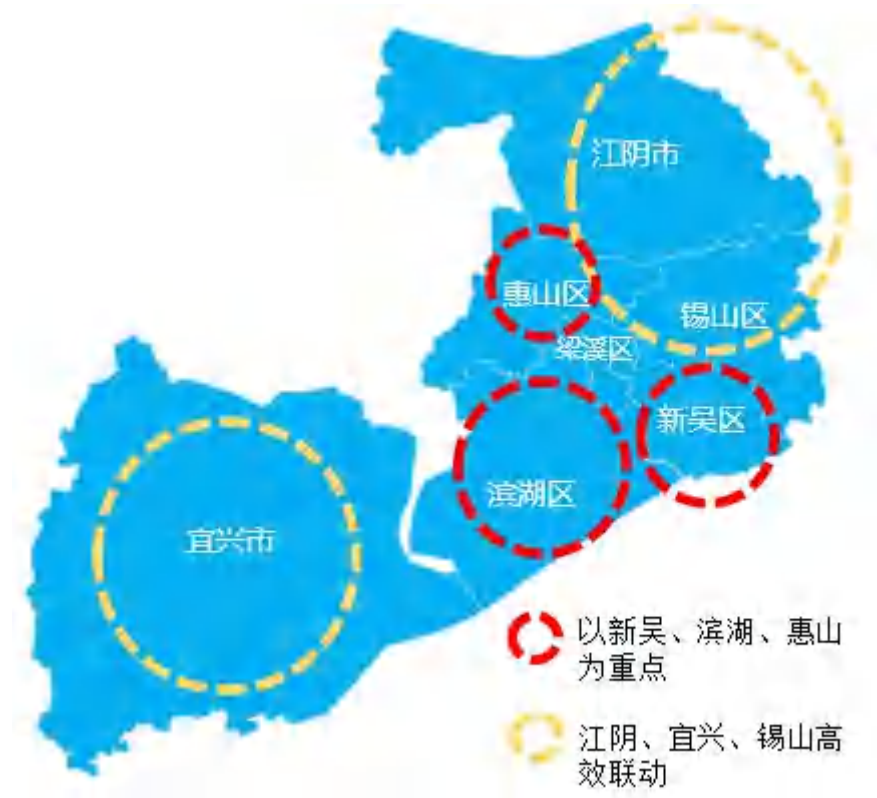 江阴市
惠山区
锡山区
梁溪区
新吴区
滨湖区
宜兴市
以新吴、滨湖、惠山
为重点
江阴、宜兴、锡山高
效联动